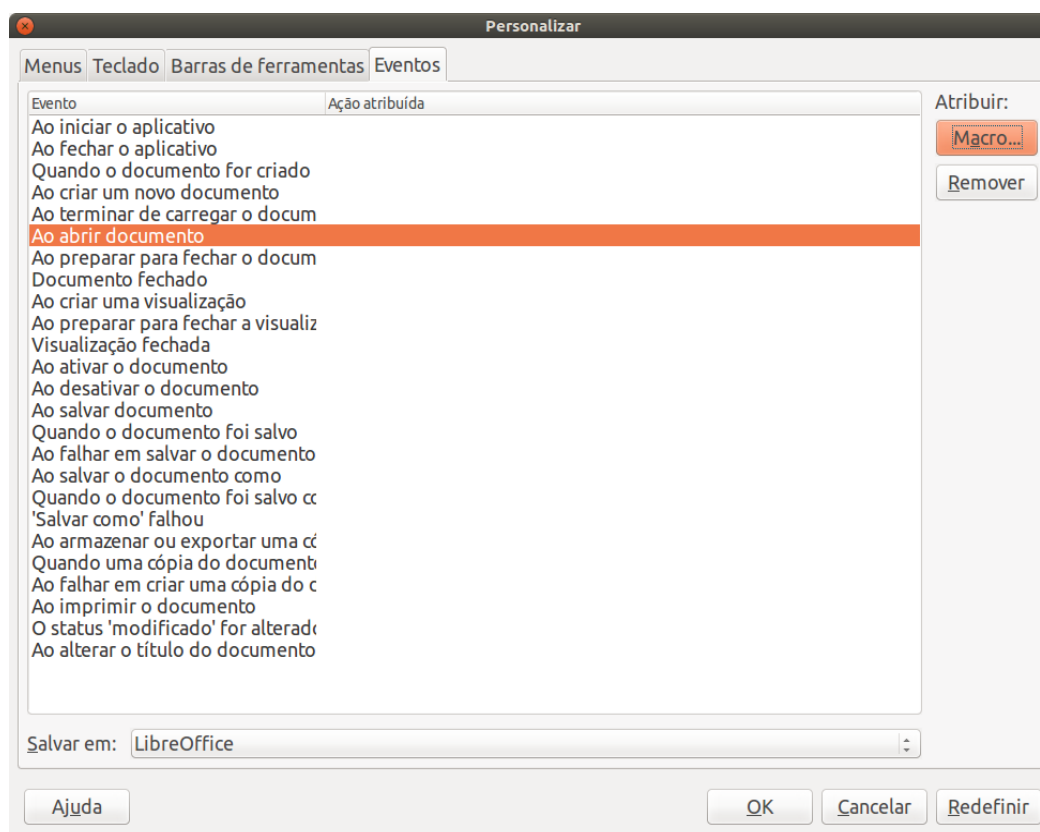 Personalizar
Menus Teclado Barras de ferramentas Eventos
Evento Ação atribuída
Ao iniciar o aplicativo
Ao fechar o aplicativo
Quando o documento for criado
Ao criar um novo documento
Ao terminar de carregar o docum
Ao abrir documento
Ao preparar para fechar o docum
Documento fechado
Ao criar uma visualização
Ao preparar para fechar a visualiz
Visualização fechada
Ao ativar o documento
Ao desativar o documento
Ao salvar documento
Quando o documento foi salvo
Ao falhar em salvar o documento
Ao salvar o documento como
Quando o documento foi salvo co
'Salvar como' falhou
Ao armazenar ou exportar uma có
Quando uma cópia do document
Ao falhar em criar uma cópia do d
Ao imprimir o documento
O status 'modificado' for alterad
Ao alterar o título do documento
Atribuir:
Macro...
Remover
Salvar em: LibreOffice
Ajuda OK Cancelar Redefinir